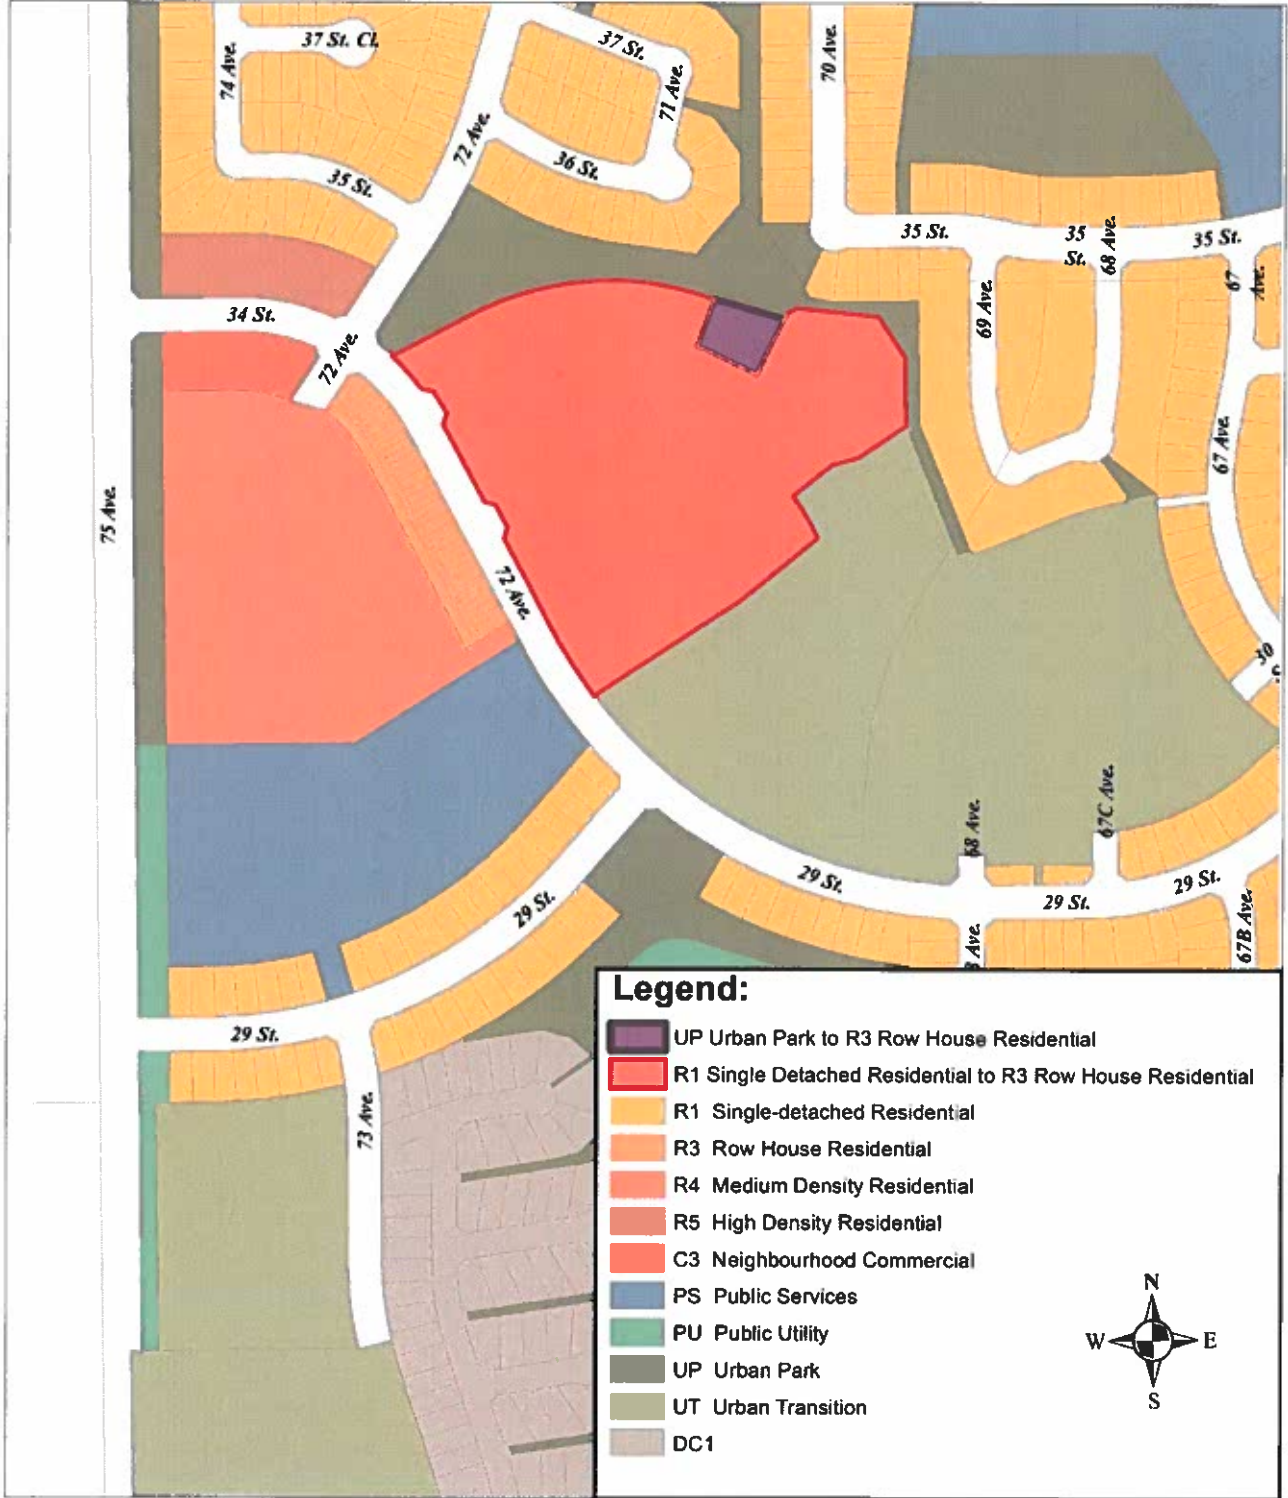 37 St. Cl.
37 St.
74 Ave.
70 Ave.
71 Ave.
72 Ave.
36 St.
35 St.
35 St.
35
St.
68 Ave.
35 St.
67
Ave.
69 Ave.
34 St.
72 Ave.
67 Ave.
75 Ave.
72 Ave.
30
67C Ave.
68 Ave.
29 St.
29 St.
29 St.
29 St.
67B Ave.
Ave.
29 St.
73 Ave.
Legend:
UP Urban Park to R3 Row House Residential
R1 Single Detached Residential to R3 Row House Residential
R1 Single-detached Residential
R3 Row House Residential
R4 Medium Density Residential
R5 High Density Residential
C3 Neighbourhood Commercial
PS Public Services
PU Public Utility
UP Urban Park
UT Urban Transition
DC1
N
W E
S